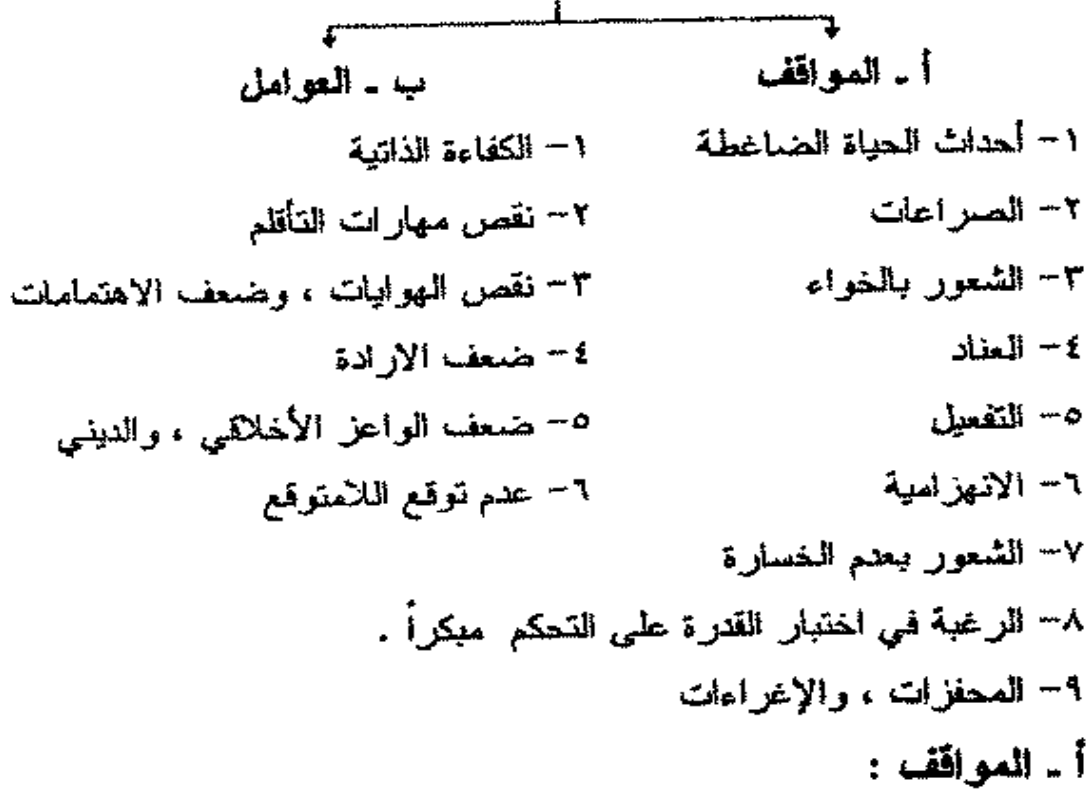 أ ـ المواقف
ب ـ العوامل
١- أحداث الحياة الضاغطة
١- الكفاءة الذاتية
٢- الصراعات
٢- نقص مهارات التأقلم
٣- الشعور بالخواء
٣- نقص الهوايات ، وضعف الاهتمامات
٤- العناد
٤- ضعف الارادة
٥- التفعيل
٥- ضعف الواعز الأخلاقي ، والديني
٦- الانهزامية
٦- عدم توقع اللامتوقع
٧- الشعور بعدم الخسارة
٨- الرغبة في اختبار القدرة على التحكم مبكراً .
٩- المحفزات ، والإغراءات
أ ـ المواقف :